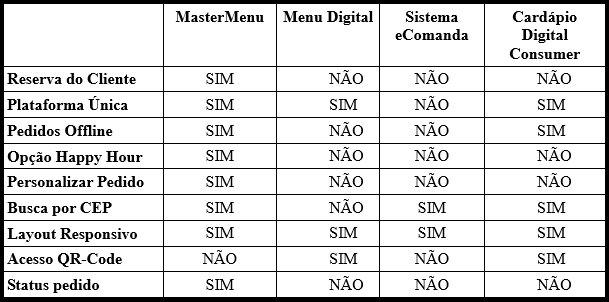 MasterMenu Menu Digital Sistema eComanda Cardápio Digital Consumer
Reserva do Cliente SIM NÃO NÃO NÃO
Plataforma Única SIM SIM NÃO SIM
Pedidos Offline SIM NÃO NÃO SIM
Opção Happy Hour SIM NÃO NÃO NÃO
Personalizar Pedido SIM NÃO NÃO NÃO
Busca por CEP SIM NÃO SIM SIM
Layout Responsivo SIM SIM SIM SIM
Acesso QR-Code NÃO SIM NÃO SIM
Status pedido SIM NÃO NÃO NÃO